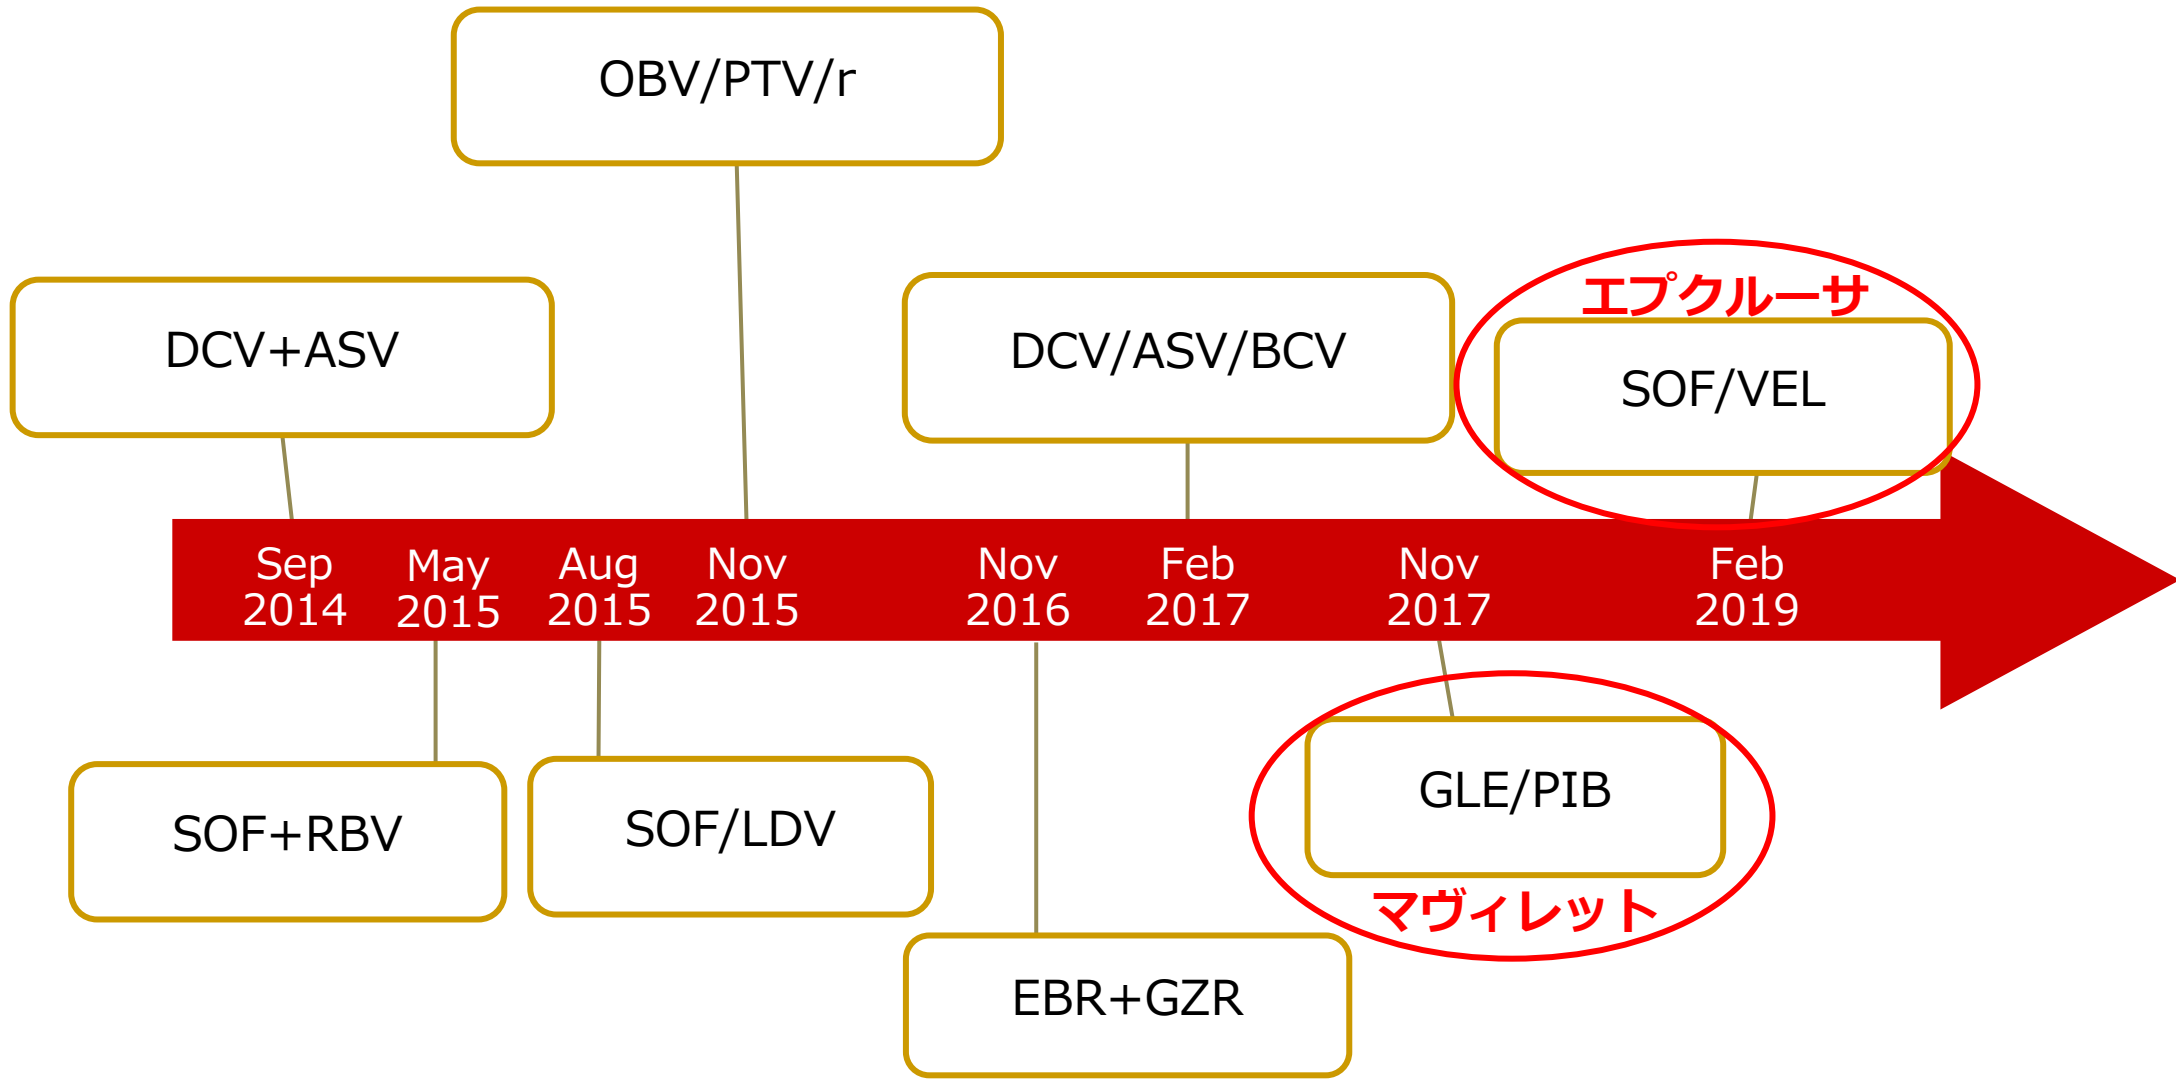 OBV/PTV/r
DCV+ASV
DCV/ASV/BCV
エプクルーサ
SOF/VEL
Sep
2014
May
2015
Aug
2015
Nov
2015
Nov
2016
Feb
2017
Nov
2017
Feb
2019
SOF+RBV
SOF/LDV
GLE/PIB
マヴィレット
EBR+GZR